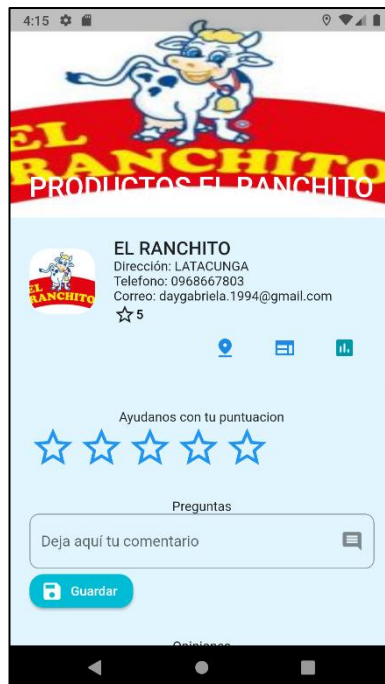 4:15
EL
RANCHITO
PRODUCTOS EL RANCHITO
EL
RANCHITO
EL RANCHITO
Dirección: LATACUNGA
Telefono: 0968667803
Correo: daygabriela.1994@gmail.com
5
Ayudanos con tu puntuacion
Preguntas
Deja aquí tu comentario
Guardar
Opiniones